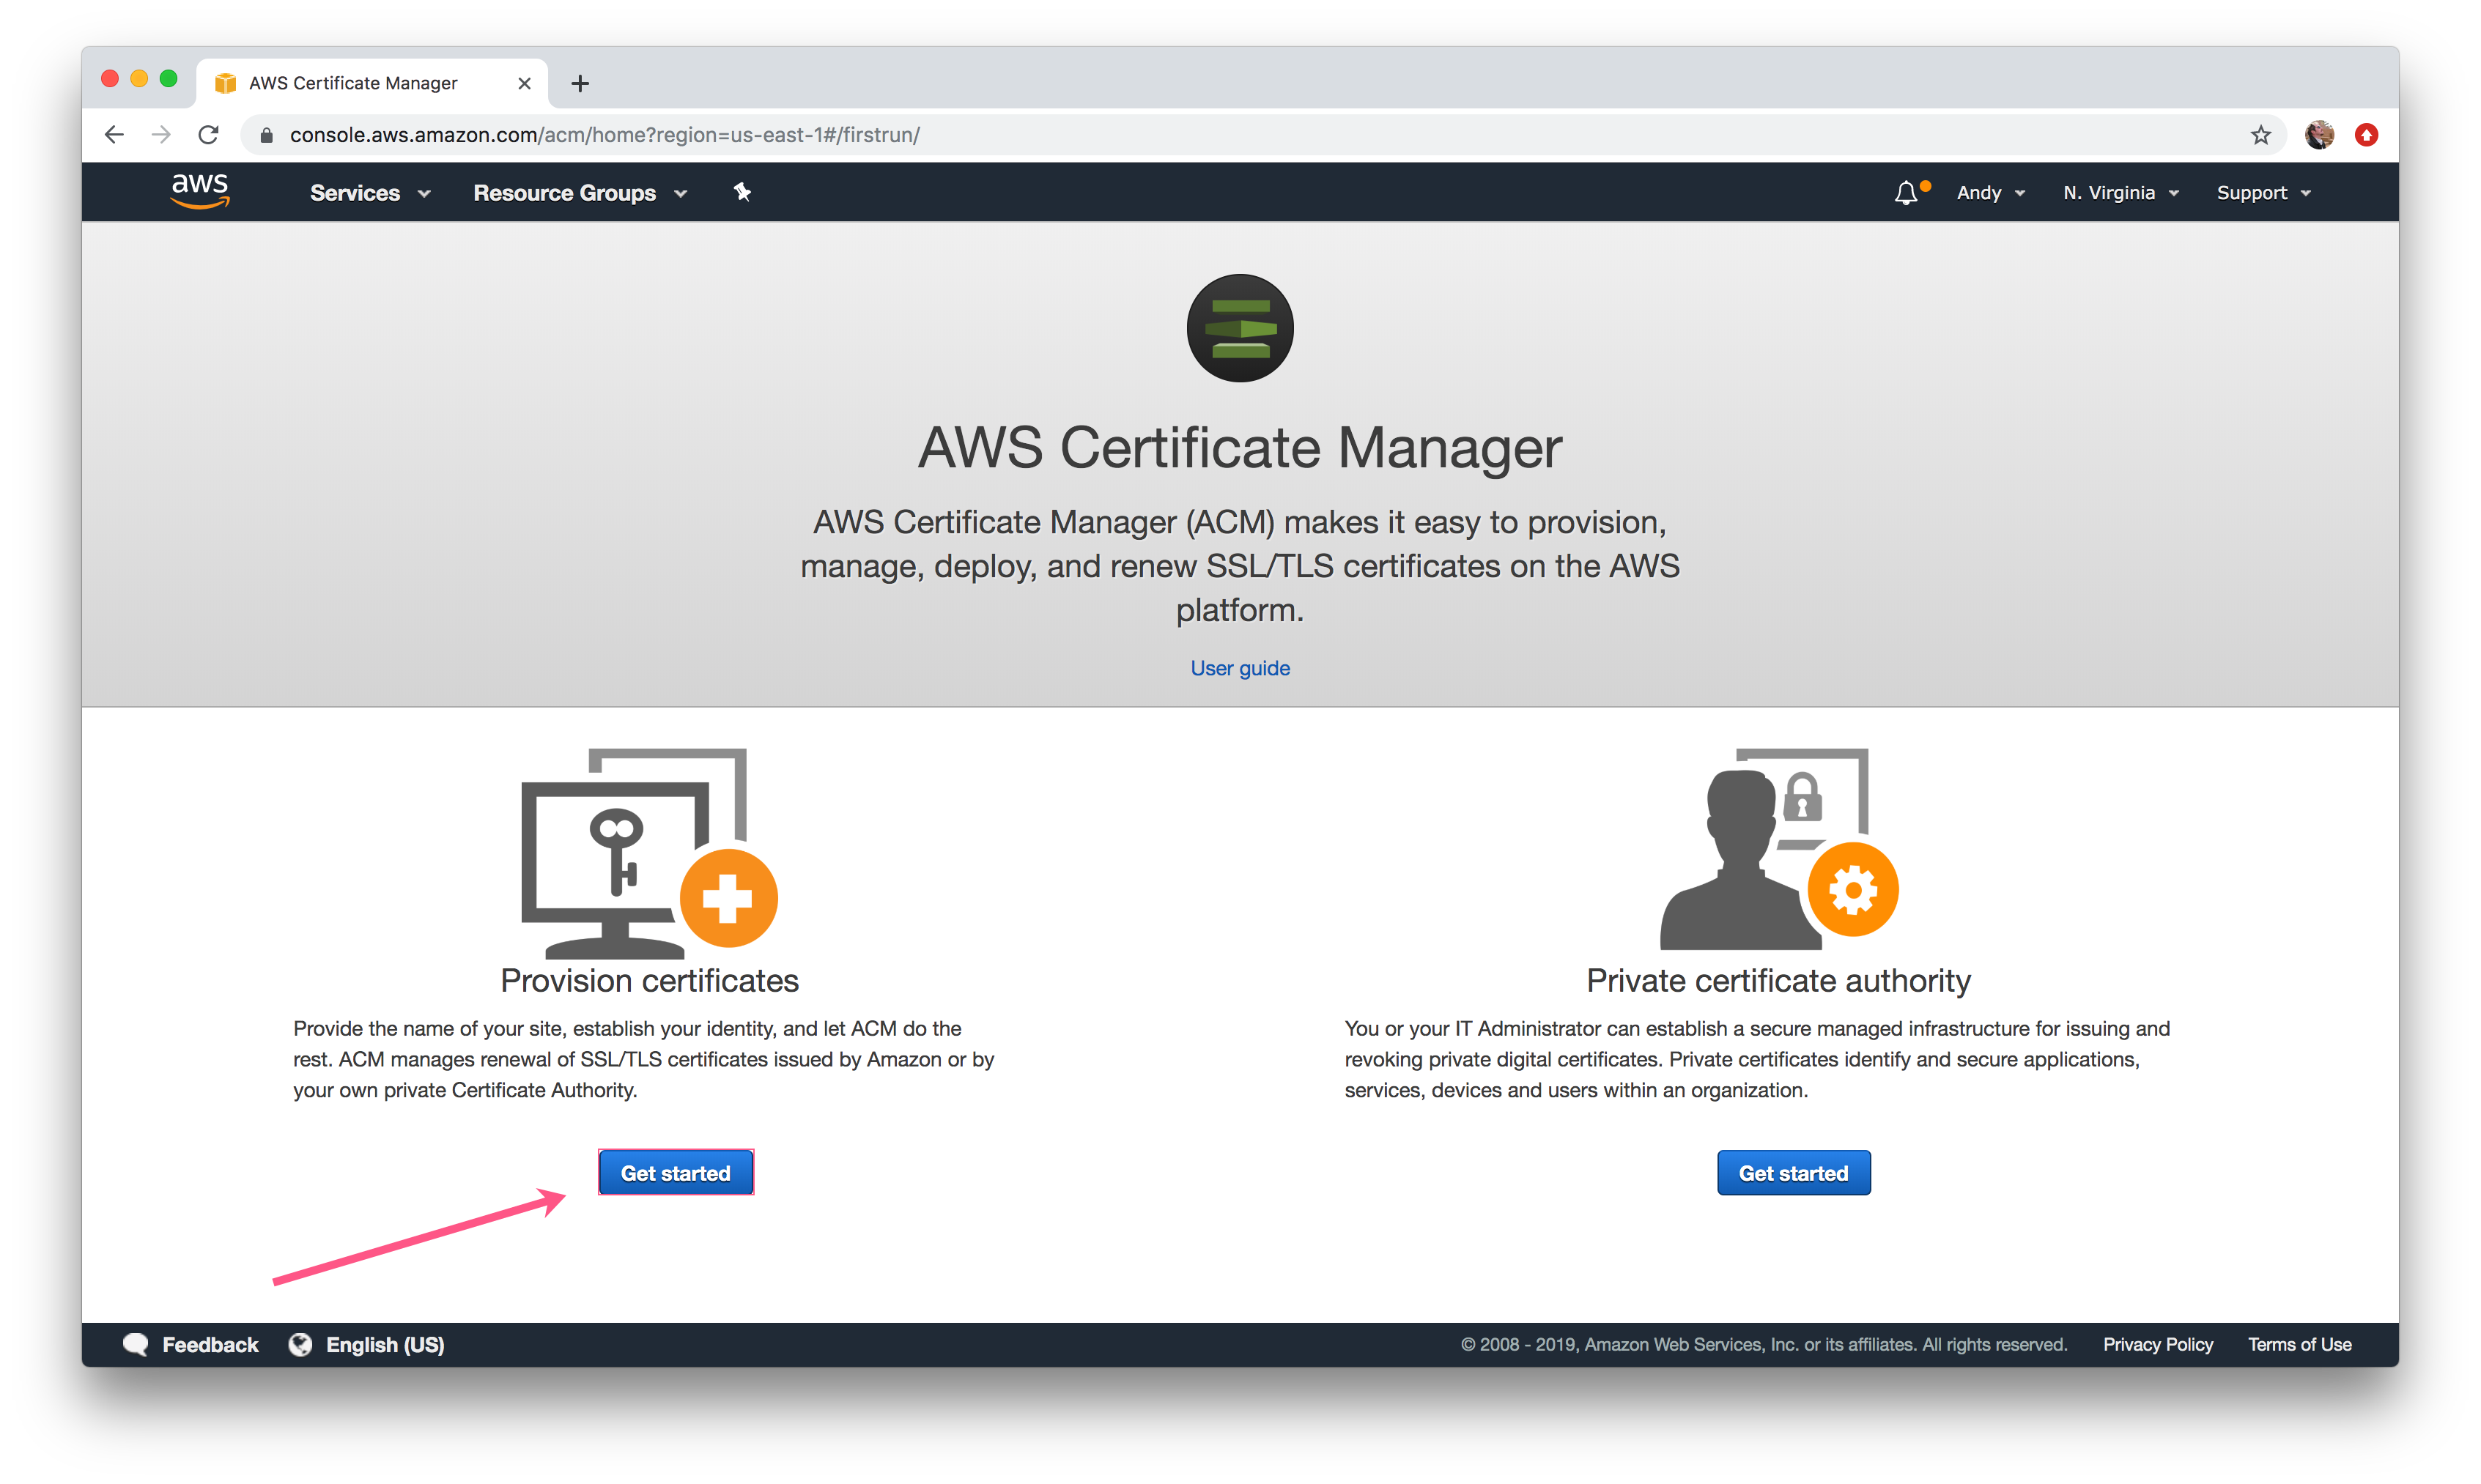 AWS Certificate Manager
console.aws.amazon.com/acm/home?region=us-east-1#/firstrun/
aws Services Resource Groups Andy N. Virginia Support
AWS Certificate Manager
AWS Certificate Manager (ACM) makes it easy to provision,
manage, deploy, and renew SSL/TLS certificates on the AWS
platform.
User guide
Provision certificates
Provide the name of your site, establish your identity, and let ACM do the
rest. ACM manages renewal of SSL/TLS certificates issued by Amazon or by
your own private Certificate Authority.
Get started
Private certificate authority
You or your IT Administrator can establish a secure managed infrastructure for issuing and
revoking private digital certificates. Private certificates identify and secure applications,
services, devices and users within an organization.
Get started
Feedback English (US) © 2008 - 2019, Amazon Web Services, Inc. or its affiliates. All rights reserved. Privacy Policy Terms of Use